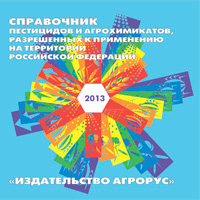 СПРАВОЧНИК
ПЕСТИЦИДОВ И АГРОХИМИКАТОВ,
РАЗРЕШЕННЫХ К ПРИМЕНЕНИЮ
НА ТЕРРИТОРИИ
РОССИЙСКОЙ ФЕДЕРАЦИИ
2013
«ИЗДАТЕЛЬСТВО АГРОРУС»